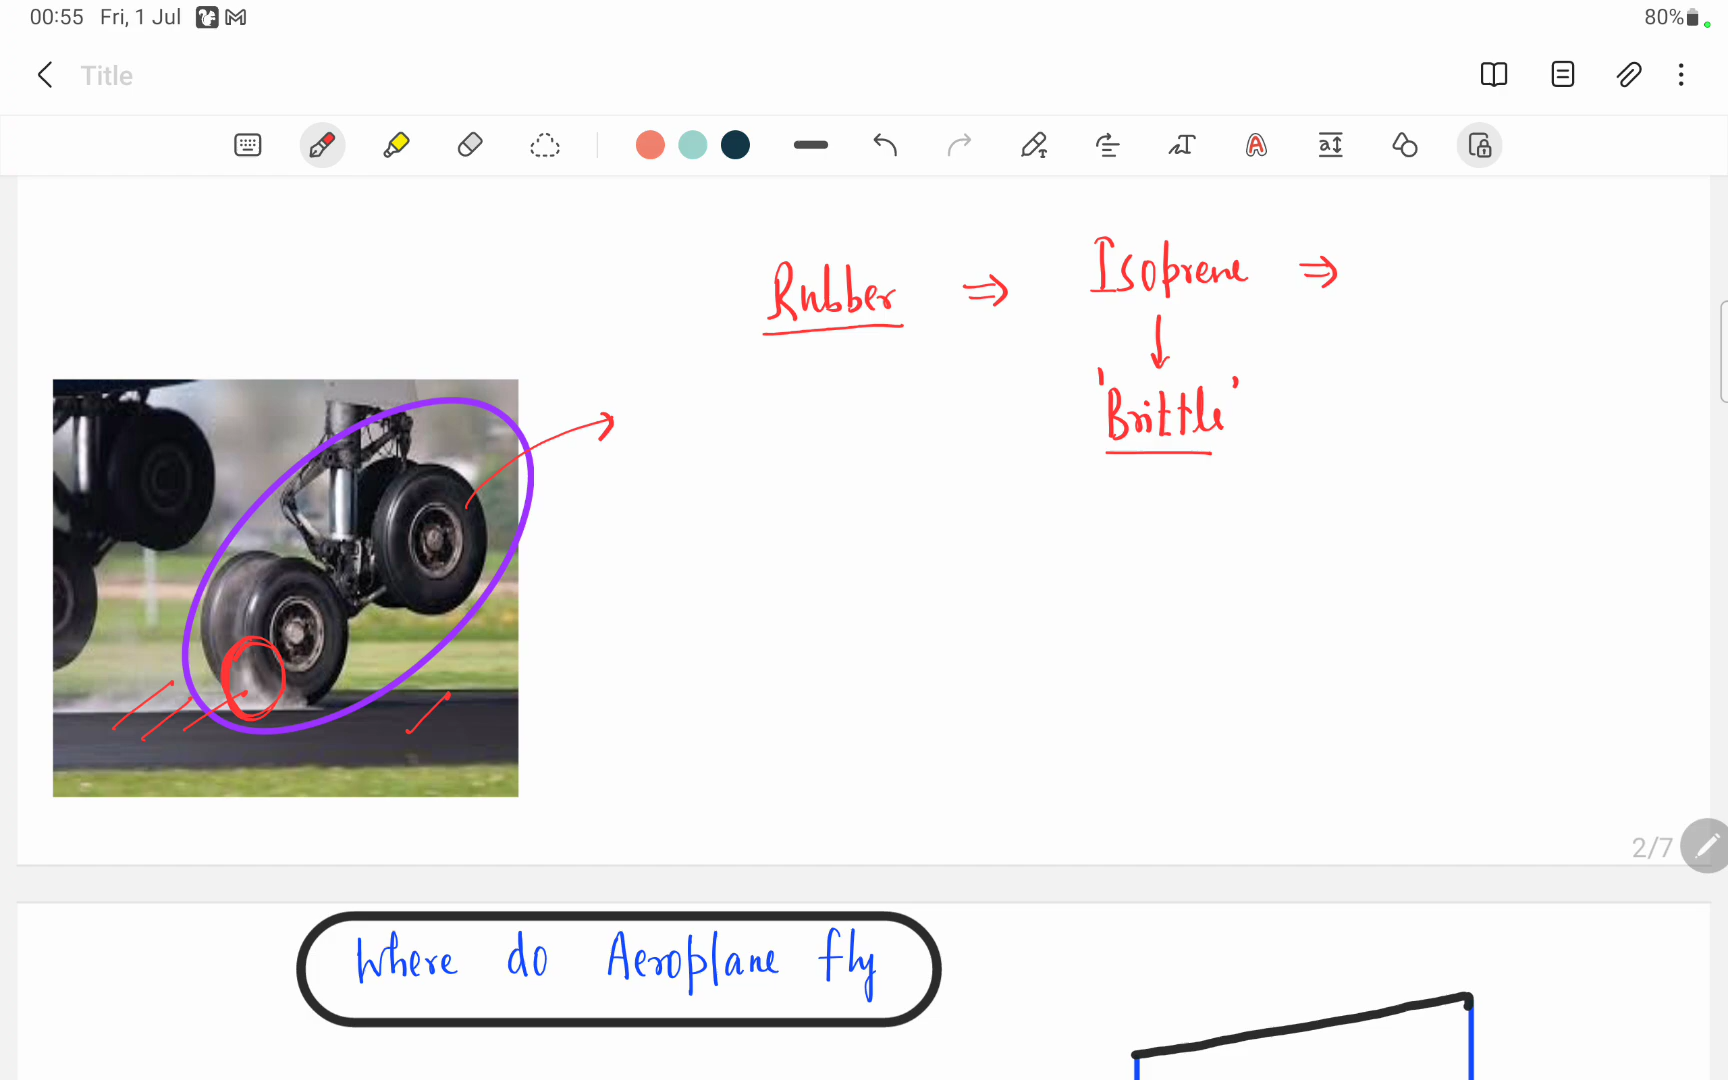 00:55 Fri, 1 Jul
80%
Title
Rubber ⇒ Isoprene ⇒
↓
'Brittle'
2/7
Where do Aeroplane fly